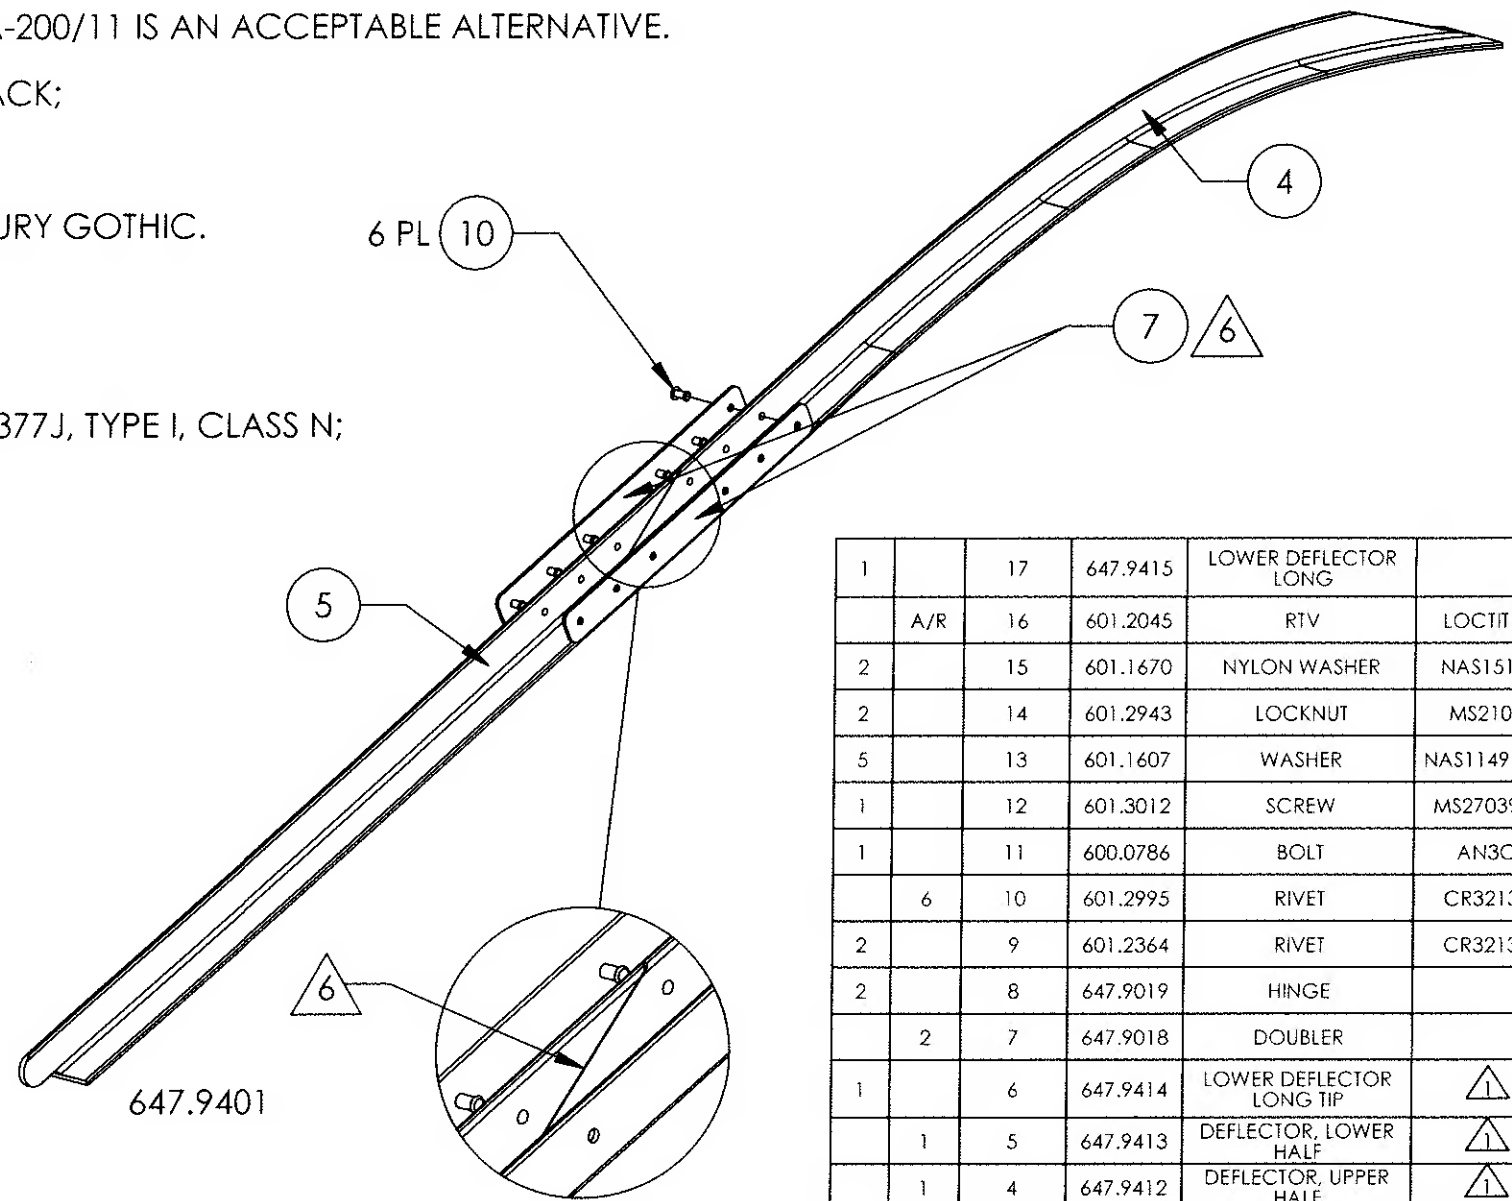 A-200/11 IS AN ACCEPTABLE ALTERNATIVE.
ACK;
URY GOTHIC.
377J, TYPE I, CLASS N;
6 PL 10
4
7 6
5
6
647.9401
1 17 647.9415 LOWER DEFLECTOR LONG
A/R 16 601.2045 RTV LOCTIT
2 15 601.1670 NYLON WASHER NAS151
2 14 601.2943 LOCKNUT MS210
5 13 601.1607 WASHER NAS1149
1 12 601.3012 SCREW MS27039
1 11 600.0786 BOLT AN3C
6 10 601.2995 RIVET CR3213
2 9 601.2364 RIVET CR3213
2 8 647.9019 HINGE
2 7 647.9018 DOUBLER
1 6 647.9414 LOWER DEFLECTOR LONG TIP 1
1 5 647.9413 DEFLECTOR, LOWER HALF 1
1 4 647.9412 DEFLECTOR, UPPER HALF 1